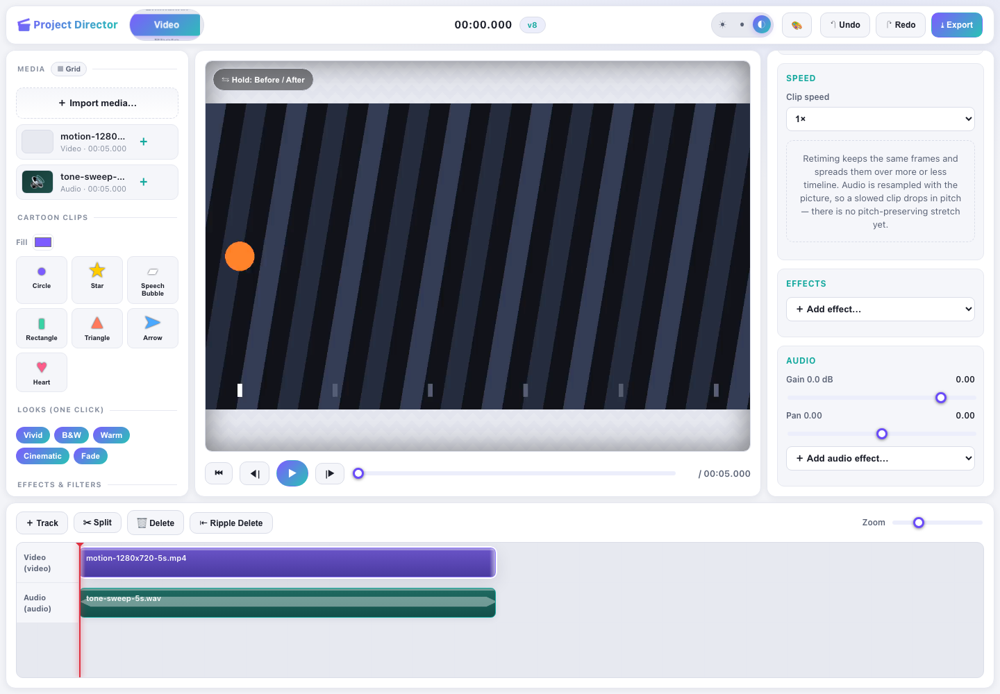 Project Director
Video
00:00.000
v8
Undo
Redo
Export
MEDIA
Grid
+ Import media...
motion-1280...
Video · 00:05.000
+
tone-sweep-...
Audio · 00:05.000
+
CARTOON CLIPS
Fill
Circle
Star
Speech
Bubble
Rectangle
Triangle
Arrow
Heart
LOOKS (ONE CLICK)
Vivid
B&W
Warm
Cinematic
Fade
EFFECTS & FILTERS
Hold: Before / After
/ 00:05.000
SPEED
Clip speed
1×
Retiming keeps the same frames and
spreads them over more or less
timeline. Audio is resampled with the
picture, so a slowed clip drops in pitch
— there is no pitch-preserving stretch
yet.
EFFECTS
+ Add effect...
AUDIO
Gain 0.0 dB
0.00
Pan 0.00
0.00
+ Add audio effect...
+ Track
Split
Delete
Ripple Delete
Zoom
Video
(video)
motion-1280x720-5s.mp4
Audio
(audio)
tone-sweep-5s.wav